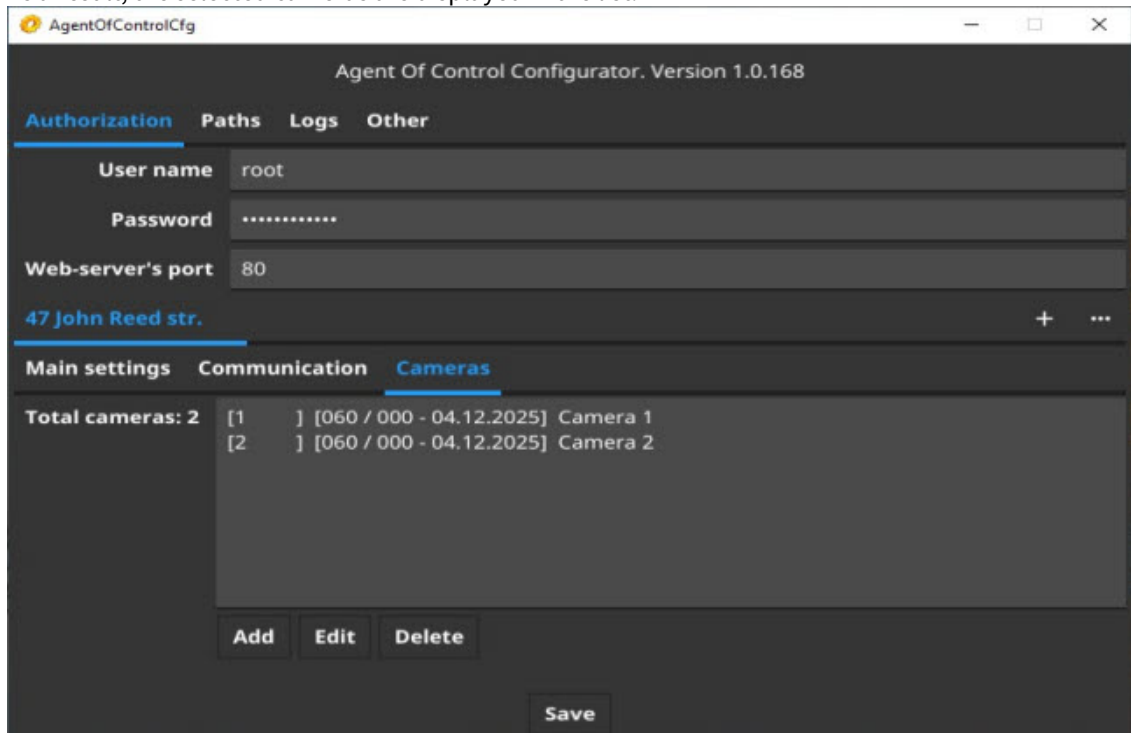 AgentOfControlCfg
Agent Of Control Configurator. Version 1.0.168
Authorization Paths Logs Other
User name root
Password ••••••••••••
Web-server's port 80
47 John Reed str. + •••
Main settings Communication Cameras
Total cameras: 2 [1 ] [060 / 000 - 04.12.2025] Camera 1
[2 ] [060 / 000 - 04.12.2025] Camera 2
Add Edit Delete
Save